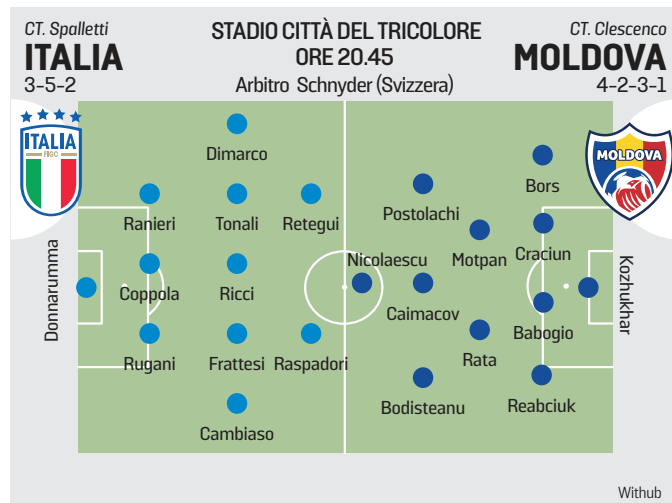 CT. Spalletti
ITALIA
3-5-2
STADIO CITTÀ DEL TRICOLORE
ORE 20.45
Arbitro Schnyder (Svizzera)
CT. Clescenco
MOLDOVA
4-2-3-1
ITALIA
FIGC
MOLDOVA
Donnarumma
Ranieri
Coppola
Rugani
Dimarco
Tonali
Ricci
Frattesi
Cambiaso
Retegui
Raspadori
Nicolaescu
Postolachi
Caimacov
Bodisteanu
Motpan
Rata
Bors
Craciun
Babogio
Reabciuk
Kozhukhar
Withub